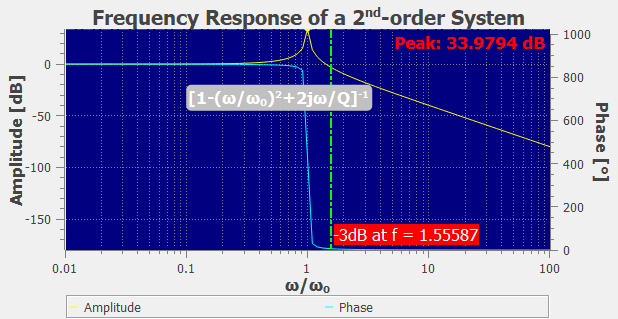 Frequency Response of a 2nd-order System
Peak: 33.9794 dB
[1-(ω/ω₀)²+2jω/Q]⁻¹
-3dB at f = 1.55587
Amplitude [dB]
0
-50
-100
-150
Phase [°]
1000
800
600
400
200
0
0.01
0.1
1
10
100
ω/ω₀
Amplitude
Phase